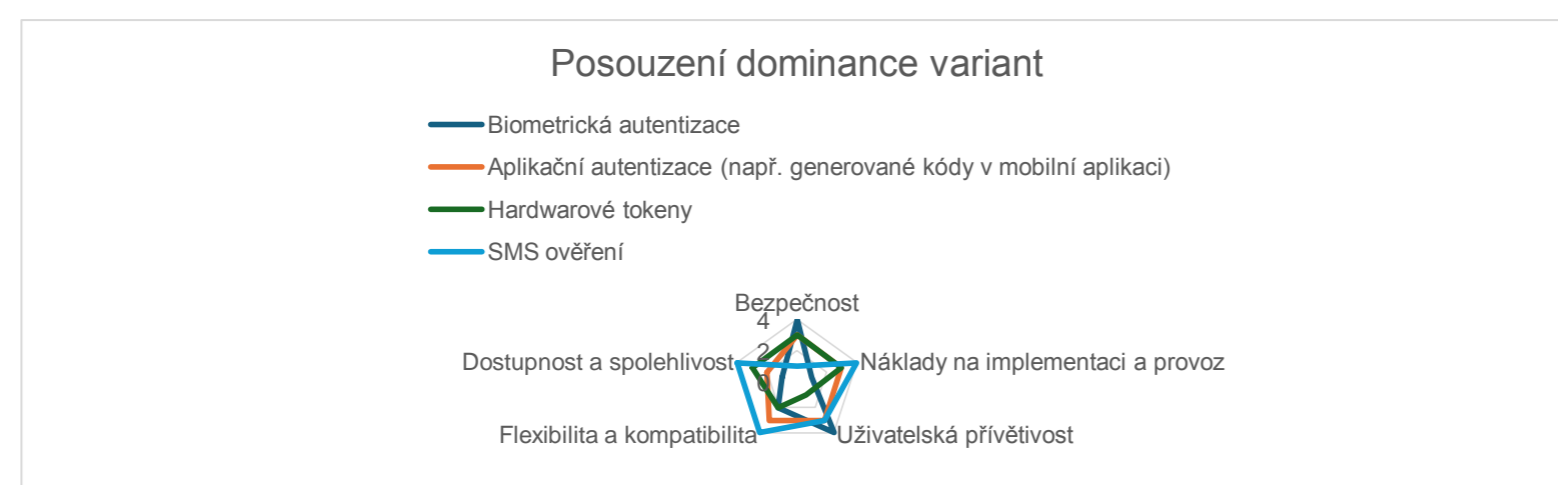 Posouzení dominance variant
Biometrická autentizace
Aplikační autentizace (např. generované kódy v mobilní aplikaci)
Hardwarové tokeny
SMS ověření
Bezpečnost
4
2
0
Dostupnost a spolehlivost
Náklady na implementaci a provoz
Flexibilita a kompatibilita
Uživatelská přívětivost